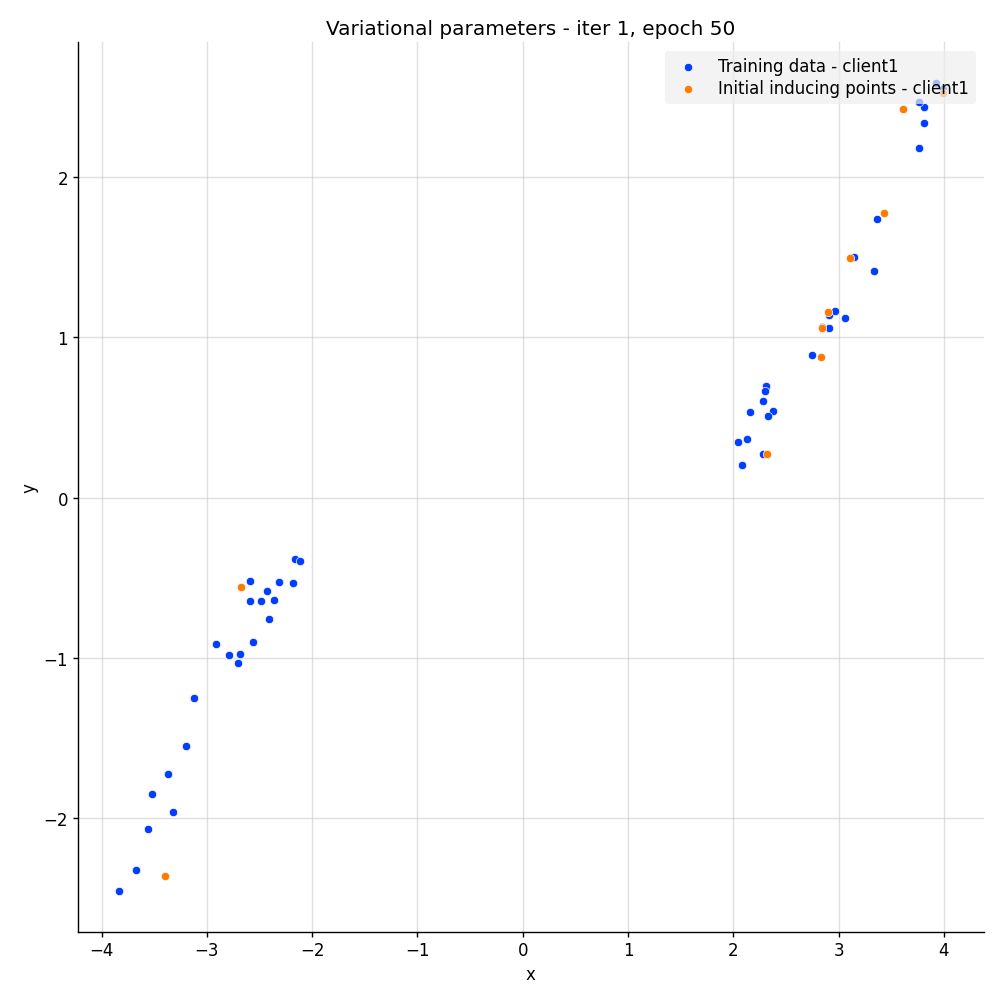 Variational parameters - iter 1, epoch 50
Training data - client1
Initial inducing points - client1
2
1
0
−1
−2
y
−4 −3 −2 −1 0 1 2 3 4
x